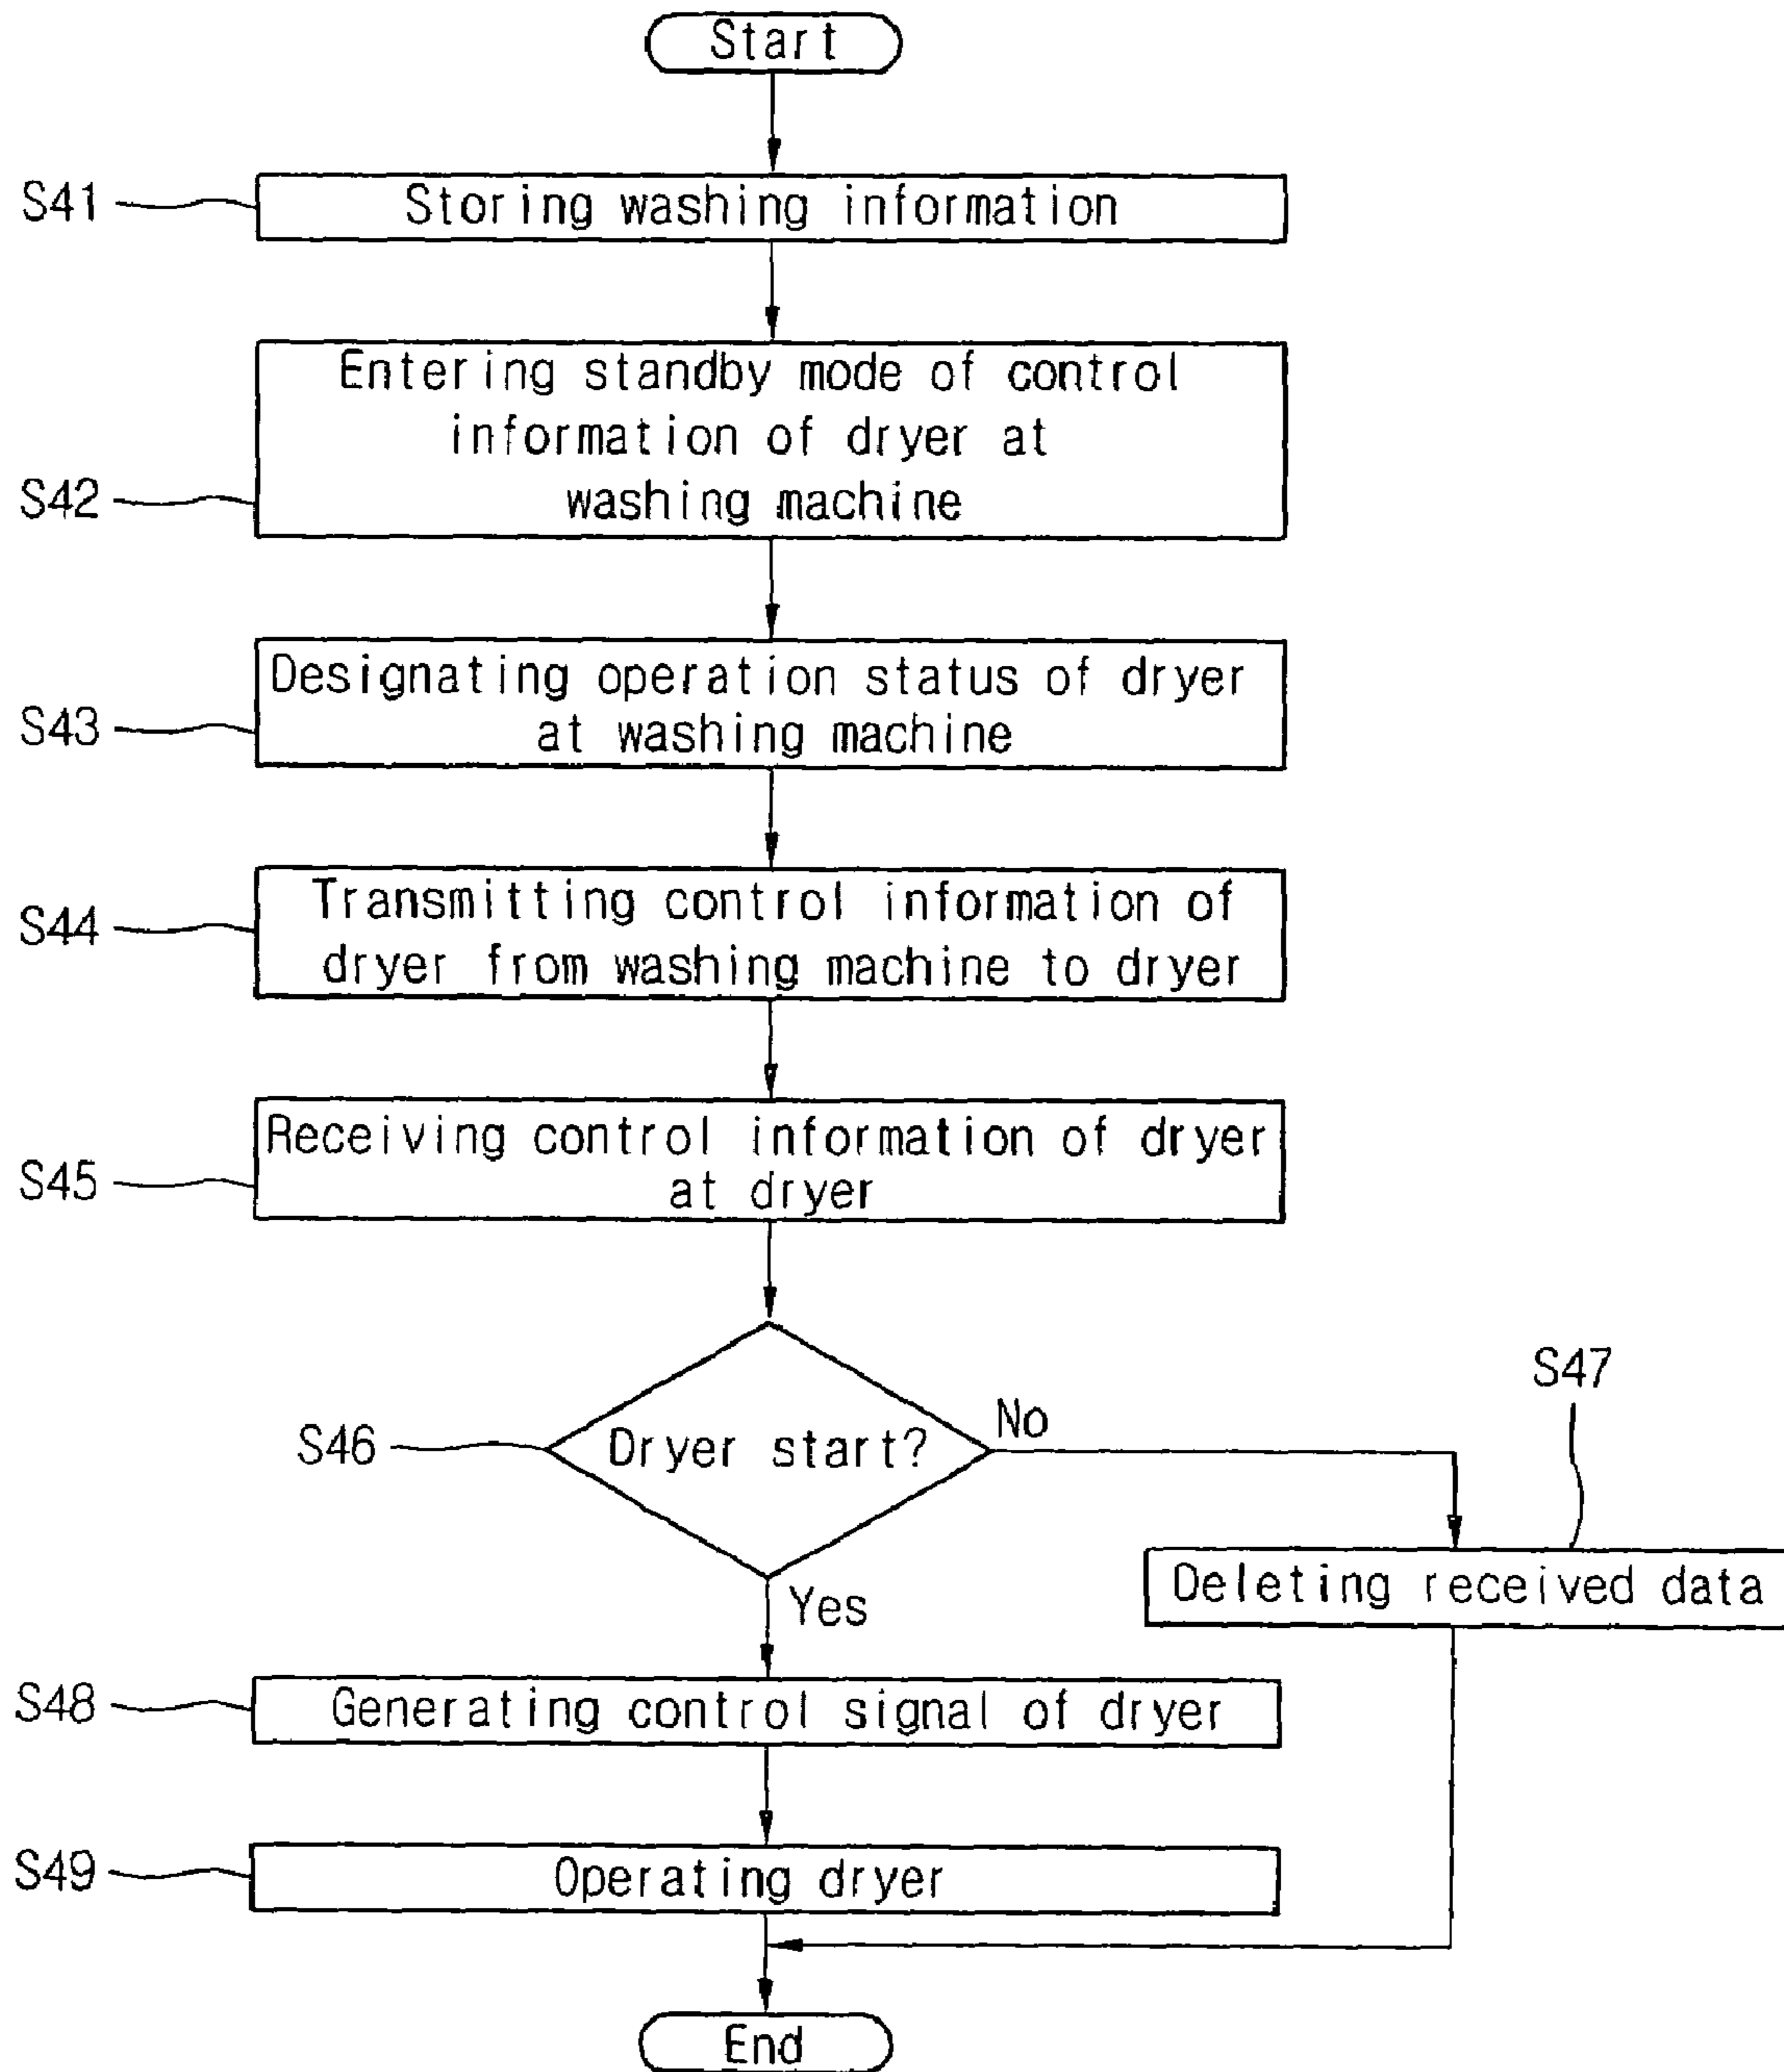 Start
S41
Storing washing information
S42
Entering standby mode of control
information of dryer at
washing machine
S43
Designating operation status of dryer
at washing machine
S44
Transmitting control information of
dryer from washing machine to dryer
S45
Receiving control information of dryer
at dryer
S46
Dryer start?
No
S47
Deleting received data
Yes
S48
Generating control signal of dryer
S49
Operating dryer
End